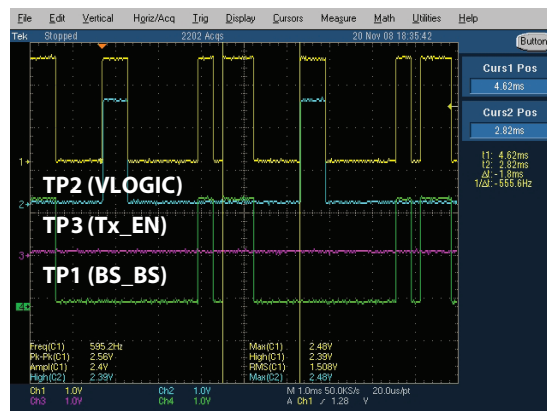 File Edit Vertical Horiz/Acq Trig Display Cursors Measure Math Utilities Help
Tek Stopped 2202 Acqs 20 Nov 08 18:35:42
Button
Curs1 Pos
4.62ms
Curs2 Pos
2.82ms
t1: 4.62ms
t2: 2.82ms
Δt: -1.8ms
1/Δt: -555.6Hz
1
TP2 (VLOGIC)
2
TP3 (Tx_EN)
3
TP1 (BS_BS)
4
Freq(C1) 595.2Hz Max(C1) 2.48V
Pk-Pk(C1) 2.56V High(C1) 2.39V
Ampl(C1) 2.4V RMS(C1) 1.508V
High(C2) 2.39V Max(C2) 2.48V
Ch1 1.0V Ch2 1.0V M 1.0ms 50.0KS/s 20.0us/pt
Ch3 1.0V Ch4 1.0V A Ch1 1.28 V